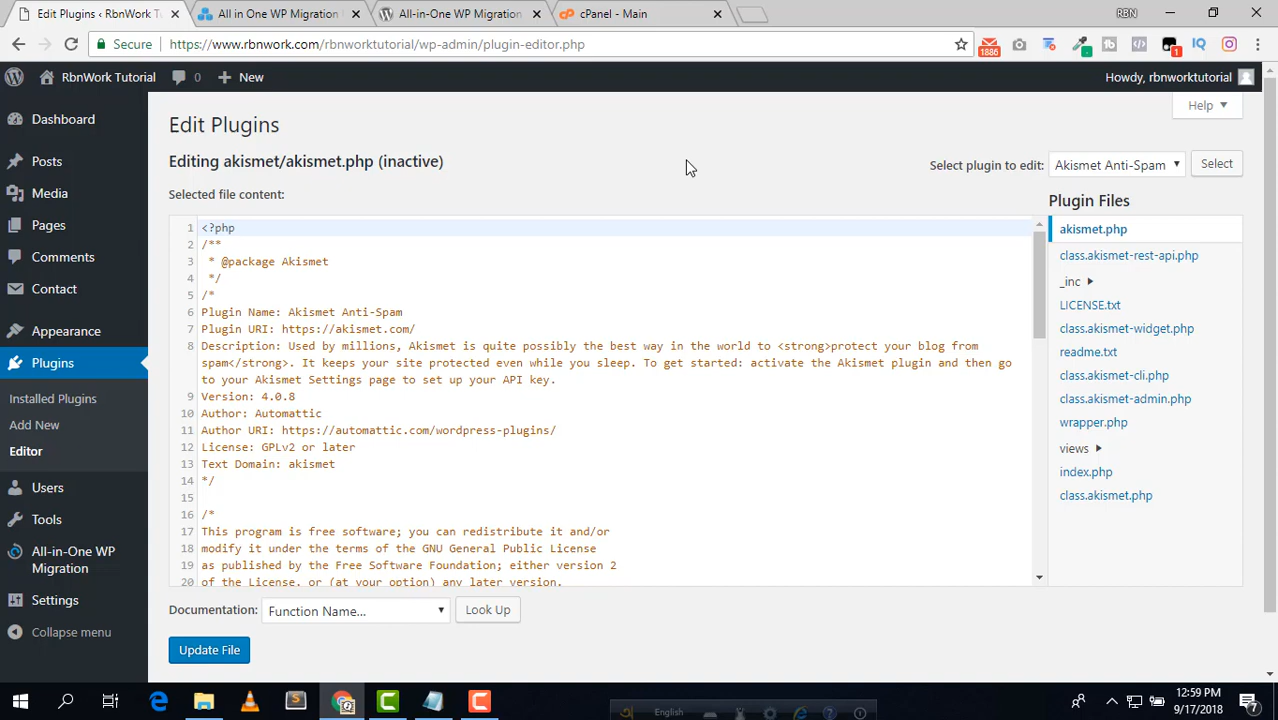 Edit Plugins ‹ RbnWork T
All in One WP Migration
All-in-One WP Migration
cPanel - Main
RBN
Secure
https://www.rbnwork.com/rbnworktutorial/wp-admin/plugin-editor.php
1886
1
RbnWork Tutorial
0
New
Howdy, rbnworktutorial
Help
Dashboard
Posts
Media
Pages
Comments
Contact
Appearance
Plugins
Installed Plugins
Add New
Editor
Users
Tools
All-in-One WP
Migration
Settings
Collapse menu
Edit Plugins
Editing akismet/akismet.php (inactive)
Select plugin to edit:
Akismet Anti-Spam
Select
Selected file content:
1 <?php
2 /**
3 * @package Akismet
4 */
5 /*
6 Plugin Name: Akismet Anti-Spam
7 Plugin URI: https://akismet.com/
8 Description: Used by millions, Akismet is quite possibly the best way in the world to <strong>protect your blog from
spam</strong>. It keeps your site protected even while you sleep. To get started: activate the Akismet plugin and then go
to your Akismet Settings page to set up your API key.
9 Version: 4.0.8
10 Author: Automattic
11 Author URI: https://automattic.com/wordpress-plugins/
12 License: GPLv2 or later
13 Text Domain: akismet
14 */
15
16 /*
17 This program is free software; you can redistribute it and/or
18 modify it under the terms of the GNU General Public License
19 as published by the Free Software Foundation; either version 2
20 of the License, or (at your option) any later version.
Plugin Files
akismet.php
class.akismet-rest-api.php
_inc
LICENSE.txt
class.akismet-widget.php
readme.txt
class.akismet-cli.php
class.akismet-admin.php
wrapper.php
views
index.php
class.akismet.php
Documentation:
Function Name...
Look Up
Update File
English
12:59 PM
9/17/2018
7